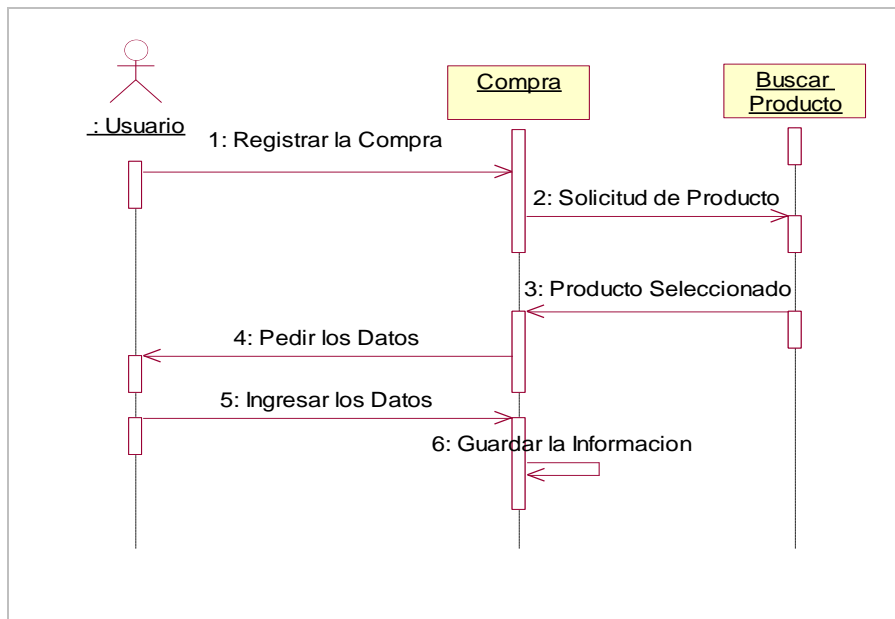 : Usuario
Compra
Buscar
Producto
1: Registrar la Compra
2: Solicitud de Producto
3: Producto Seleccionado
4: Pedir los Datos
5: Ingresar los Datos
6: Guardar la Informacion